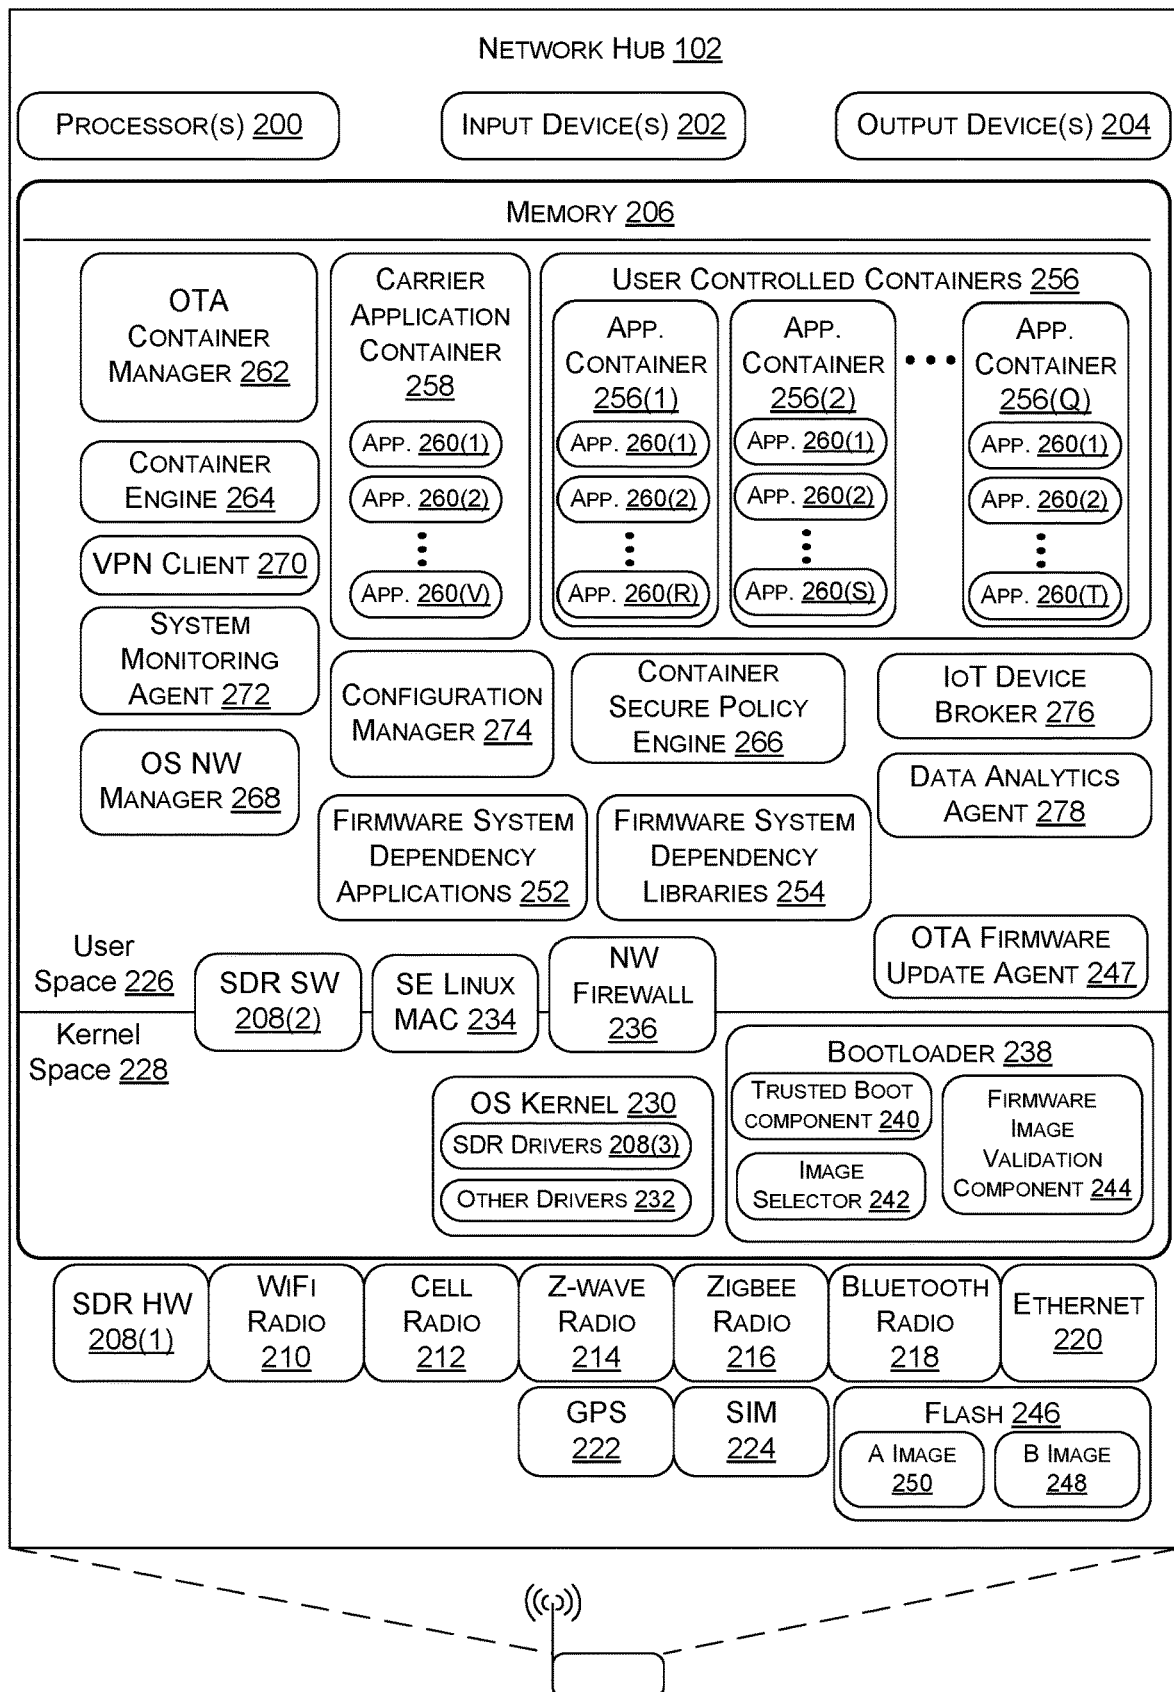 NETWORK HUB 102
PROCESSOR(S) 200
INPUT DEVICE(S) 202
OUTPUT DEVICE(S) 204
MEMORY 206
OTA
CONTAINER
MANAGER 262
CONTAINER
ENGINE 264
VPN CLIENT 270
SYSTEM
MONITORING
AGENT 272
OS NW
MANAGER 268
CARRIER
APPLICATION
CONTAINER
258
APP. 260(1)
APP. 260(2)
APP. 260(V)
USER CONTROLLED CONTAINERS 256
APP.
CONTAINER
256(1)
APP. 260(1)
APP. 260(2)
APP. 260(R)
APP.
CONTAINER
256(2)
APP. 260(1)
APP. 260(2)
APP. 260(S)
APP.
CONTAINER
256(Q)
APP. 260(1)
APP. 260(2)
APP. 260(T)
CONFIGURATION
MANAGER 274
CONTAINER
SECURE POLICY
ENGINE 266
IOT DEVICE
BROKER 276
DATA ANALYTICS
AGENT 278
FIRMWARE SYSTEM
DEPENDENCY
APPLICATIONS 252
FIRMWARE SYSTEM
DEPENDENCY
LIBRARIES 254
OTA FIRMWARE
UPDATE AGENT 247
User
Space 226
Kernel
Space 228
SDR SW
208(2)
SE LINUX
MAC 234
NW
FIREWALL
236
OS KERNEL 230
SDR DRIVERS 208(3)
OTHER DRIVERS 232
BOOTLOADER 238
TRUSTED BOOT
COMPONENT 240
IMAGE
SELECTOR 242
FIRMWARE
IMAGE
VALIDATION
COMPONENT 244
SDR HW
208(1)
WIFI
RADIO
210
CELL
RADIO
212
Z-WAVE
RADIO
214
ZIGBEE
RADIO
216
BLUETOOTH
RADIO
218
ETHERNET
220
GPS
222
SIM
224
FLASH 246
A IMAGE
250
B IMAGE
248